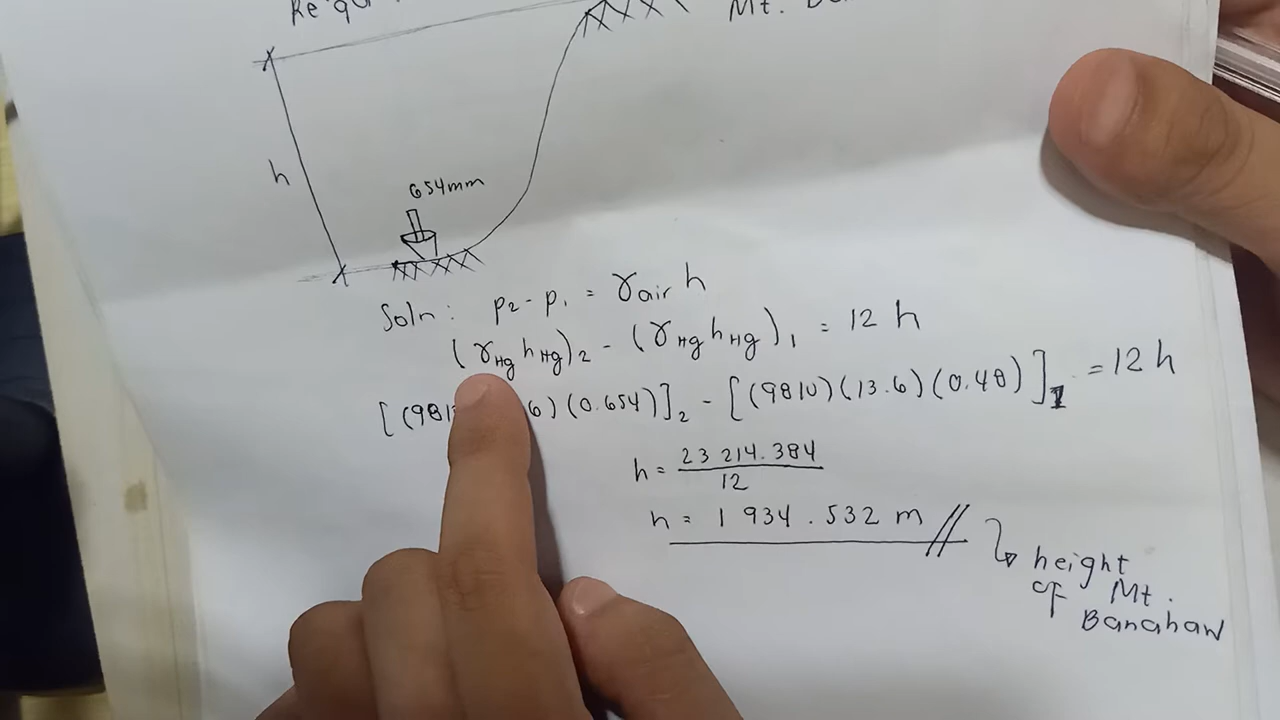 h
654mm
Soln: p₂ - p₁ = γair h
(γHg hHg)₂ - (γHg hHg)₁ = 12 h
6)(0.654)]₂ - [(9810)(13.6)(0.48)]₁ = 12 h
h = 23 214.384 / 12
h = 1 934.532 m // 
height
of Mt.
Banahaw